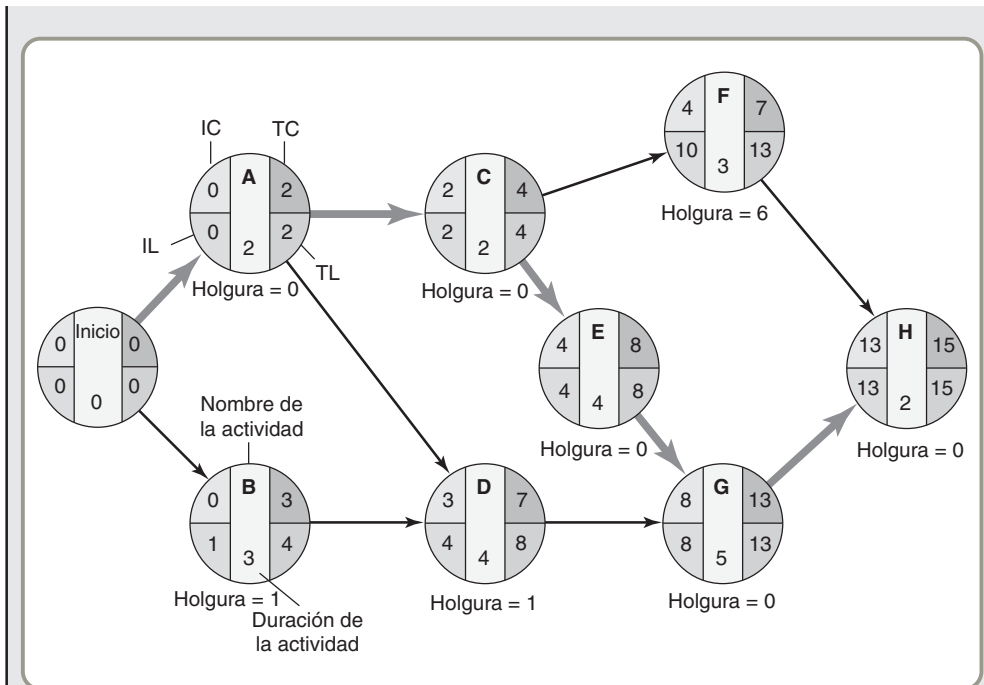 F
4
7
10
13
3
Holgura = 6
IC
TC
A
0
2
0
2
2
IL
TL
Holgura = 0
C
2
4
2
4
2
Holgura = 0
Inicio
0
0
0
0
0
E
4
8
4
8
4
Holgura = 0
H
13
15
13
15
2
Holgura = 0
Nombre de
la actividad
B
0
3
1
4
3
Holgura = 1
Duración de
la actividad
D
3
7
4
8
4
Holgura = 1
G
8
13
8
13
5
Holgura = 0